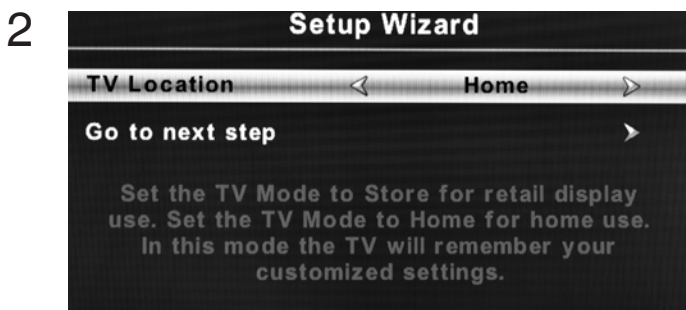 2
Setup Wizard
TV Location Home
Go to next step
Set the TV Mode to Store for retail display
use. Set the TV Mode to Home for home use.
In this mode the TV will remember your
customized settings.